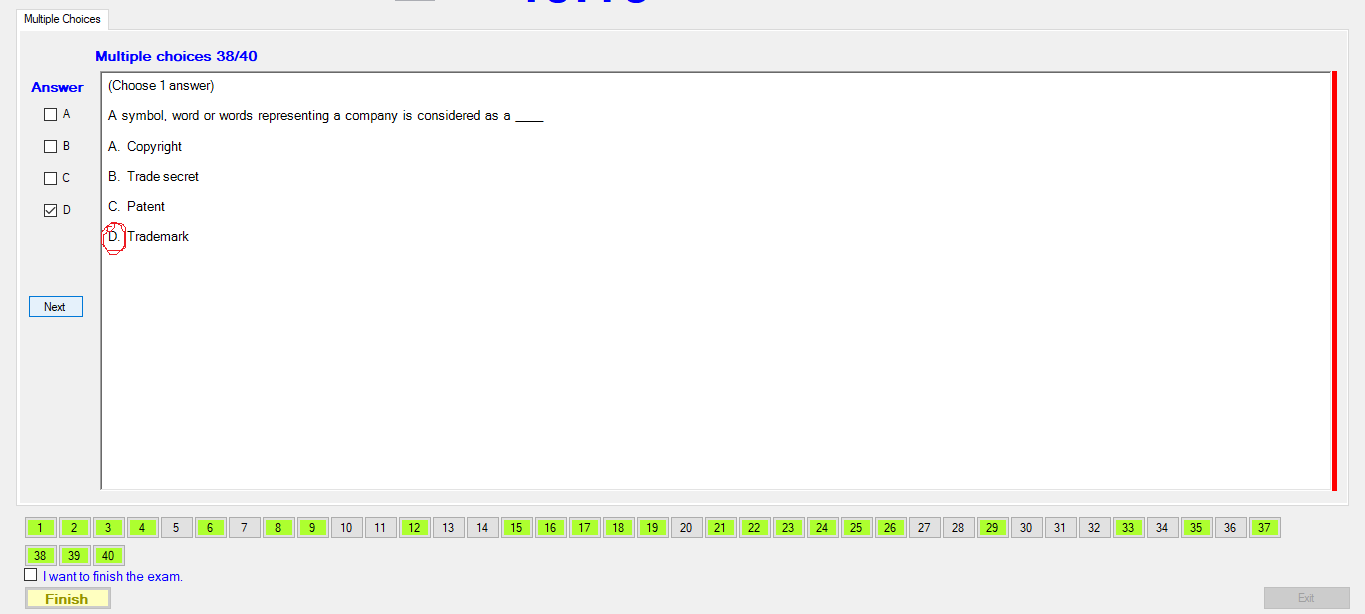 Multiple Choices
Multiple choices 38/40
Answer
A
B
C
D
(Choose 1 answer)
A symbol, word or words representing a company is considered as a ____
A. Copyright
B. Trade secret
C. Patent
D. Trademark
Next
1 2 3 4 5 6 7 8 9 10 11 12 13 14 15 16 17 18 19 20 21 22 23 24 25 26 27 28 29 30 31 32 33 34 35 36 37
38 39 40
I want to finish the exam.
Finish
Exit